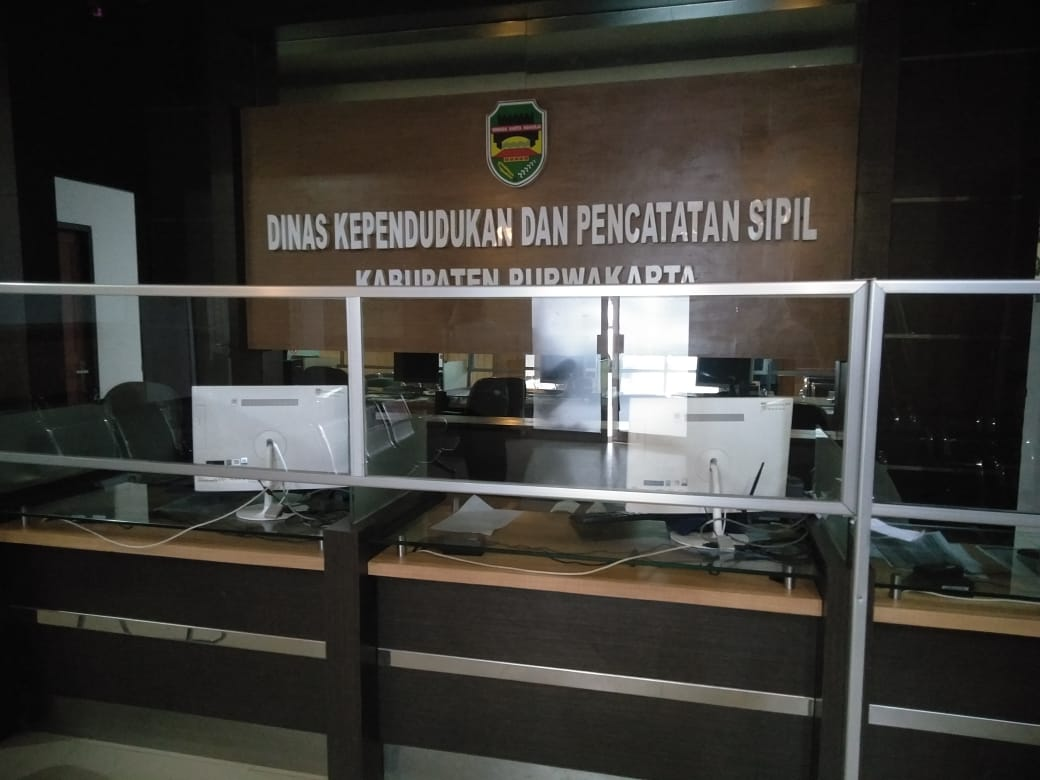 DINAS KEPENDUDUKAN DAN PENCATATAN SIPIL
KABUPATEN PURWAKARTA